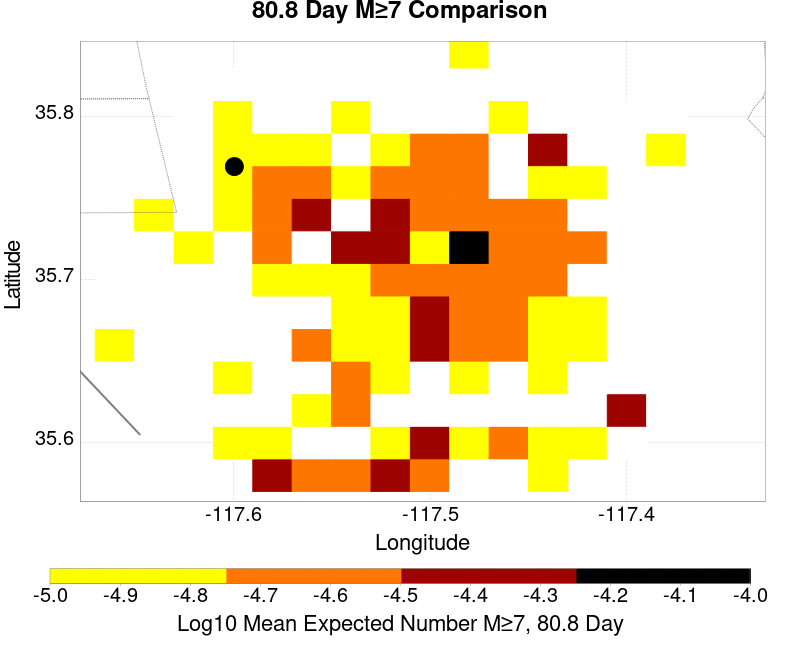 80.8 Day M≥7 Comparison
35.8
35.7
35.6
Latitude
-117.6 -117.5 -117.4
Longitude
-5.0 -4.9 -4.8 -4.7 -4.6 -4.5 -4.4 -4.3 -4.2 -4.1 -4.0
Log10 Mean Expected Number M≥7, 80.8 Day